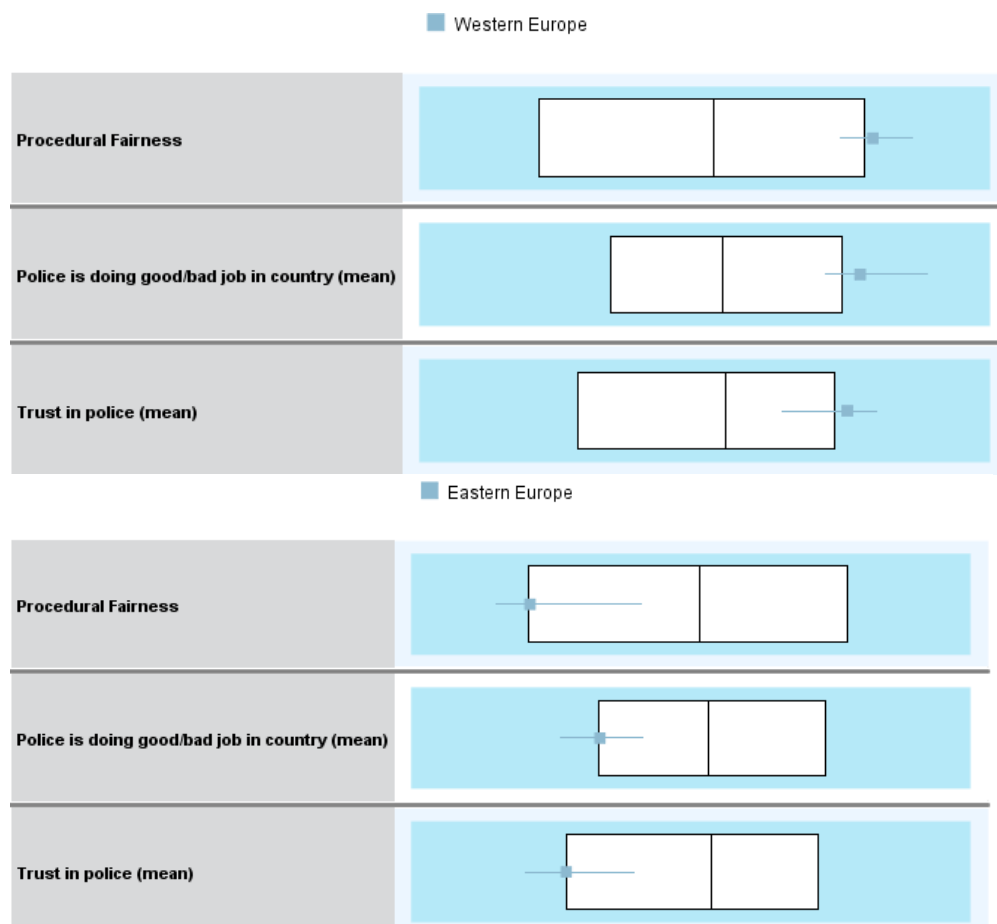 Western Europe
Procedural Fairness
Police is doing good/bad job in country (mean)
Trust in police (mean)
Eastern Europe
Procedural Fairness
Police is doing good/bad job in country (mean)
Trust in police (mean)